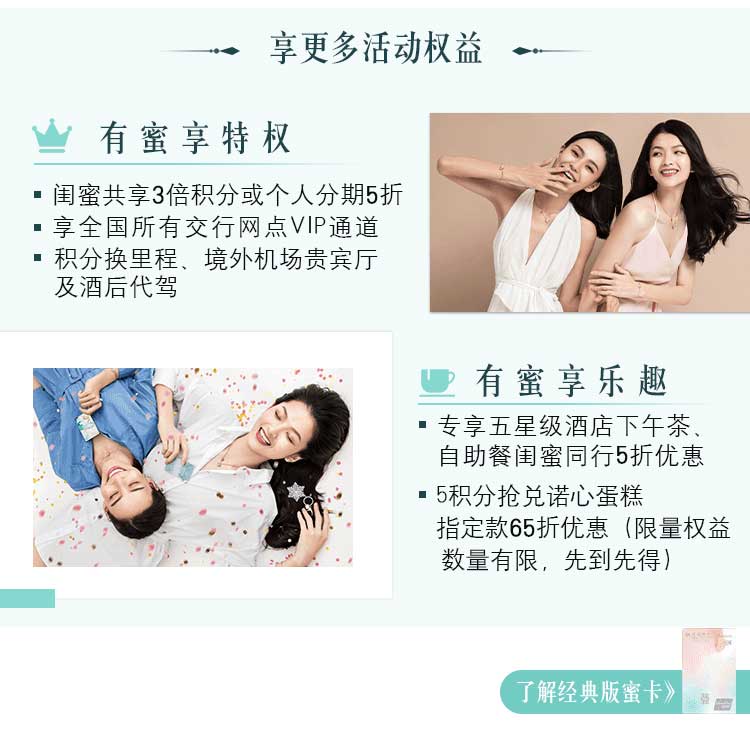 享更多活动权益
有蜜享特权
闺蜜共享3倍积分或个人分期5折
享全国所有交行网点VIP通道
积分换里程、境外机场贵宾厅
及酒后代驾
有蜜享乐趣
专享五星级酒店下午茶、
自助餐闺蜜同行5折优惠
5积分抢兑诺心蛋糕
指定款65折优惠（限量权益
数量有限，先到先得）
了解经典版蜜卡》